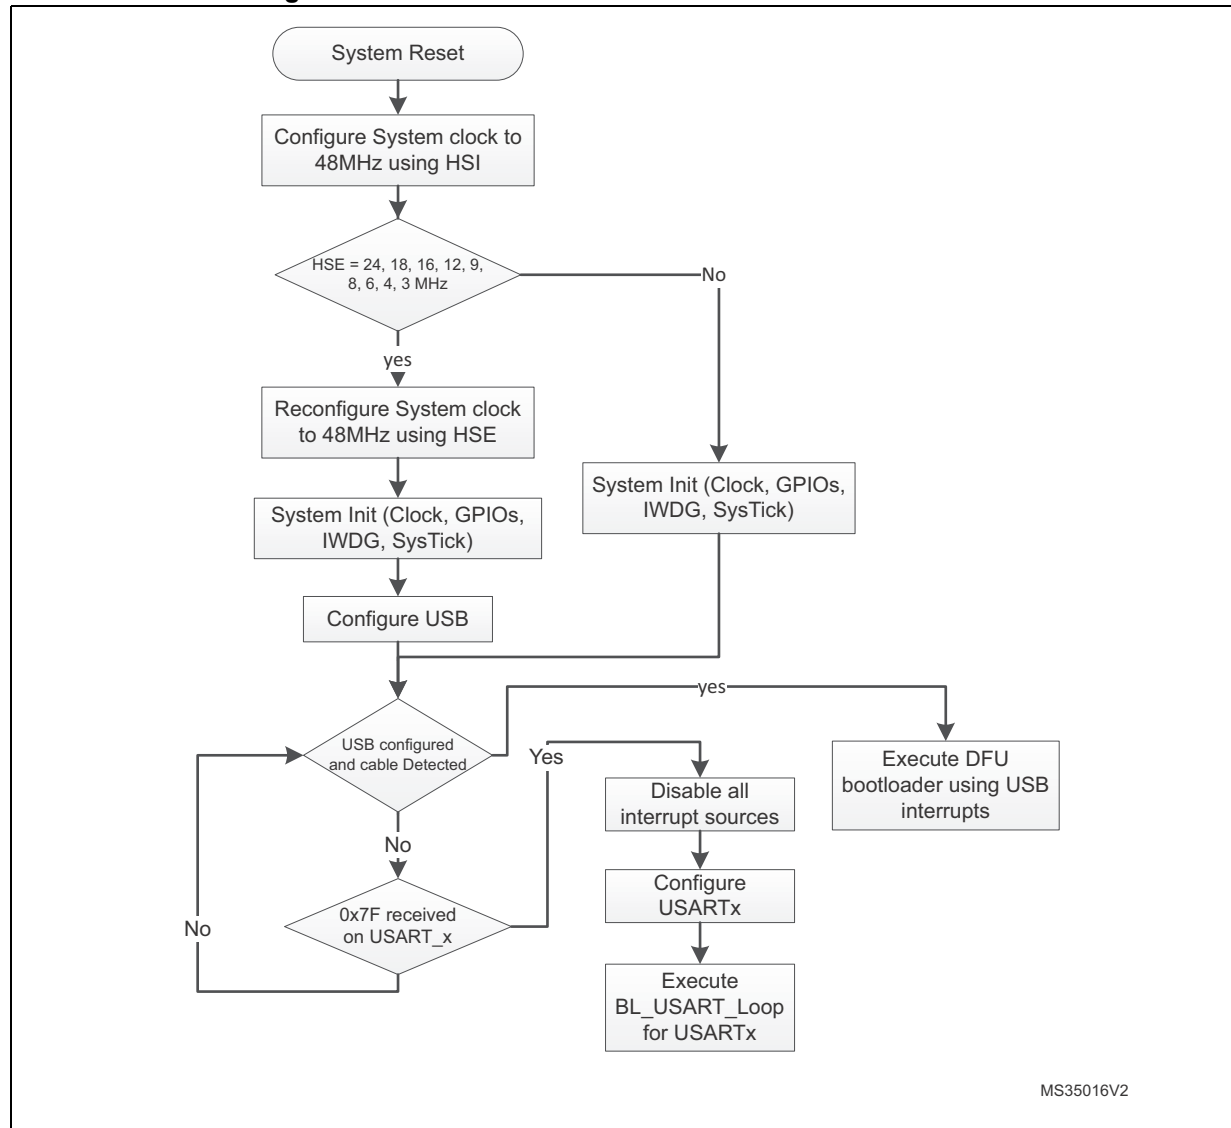 System Reset
Configure System clock to
48MHz using HSI
HSE = 24, 18, 16, 12, 9,
8, 6, 4, 3 MHz
No
yes
Reconfigure System clock
to 48MHz using HSE
System Init (Clock, GPIOs,
IWDG, SysTick)
System Init (Clock, GPIOs,
IWDG, SysTick)
Configure USB
yes
USB configured
and cable Detected
Yes
Execute DFU
bootloader using USB
interrupts
Disable all
interrupt sources
No
Configure
USARTx
0x7F received
on USART_x
No
Execute
BL_USART_Loop
for USARTx
MS35016V2